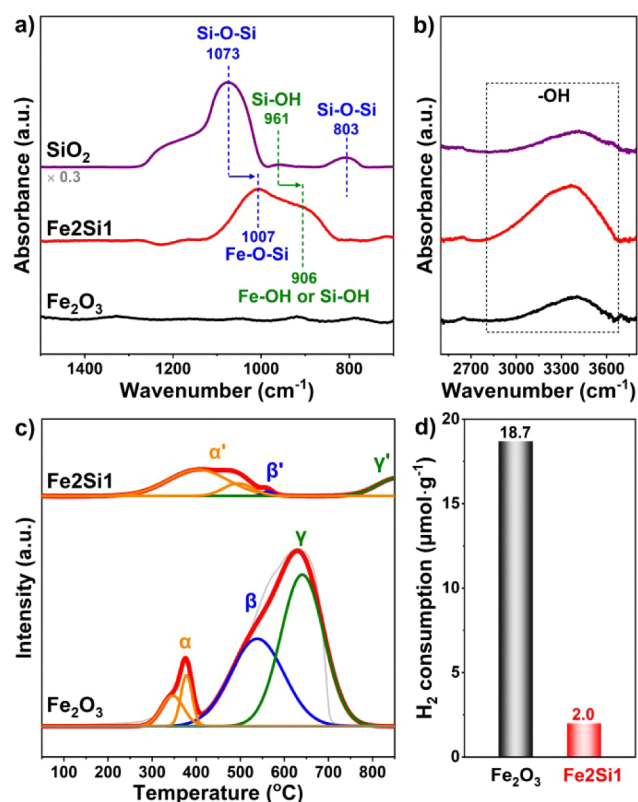 a)
Si-O-Si
1073
Si-OH
961
Si-O-Si
803
SiO₂
× 0.3
Fe2Si1
1007
Fe-O-Si
906
Fe-OH or Si-OH
Fe₂O₃
Absorbance (a.u.)
1400 1200 1000 800
Wavenumber (cm⁻¹)
b)
-OH
Absorbance (a.u.)
2700 3000 3300 3600
Wavenumber (cm⁻¹)
c)
Fe2Si1
α'
β'
γ'
α
β
γ
Fe₂O₃
Intensity (a.u.)
100 200 300 400 500 600 700 800
Temperature (°C)
d)
20
15
10
5
0
H₂ consumption (μmol·g⁻¹)
18.7
2.0
Fe₂O₃ Fe2Si1